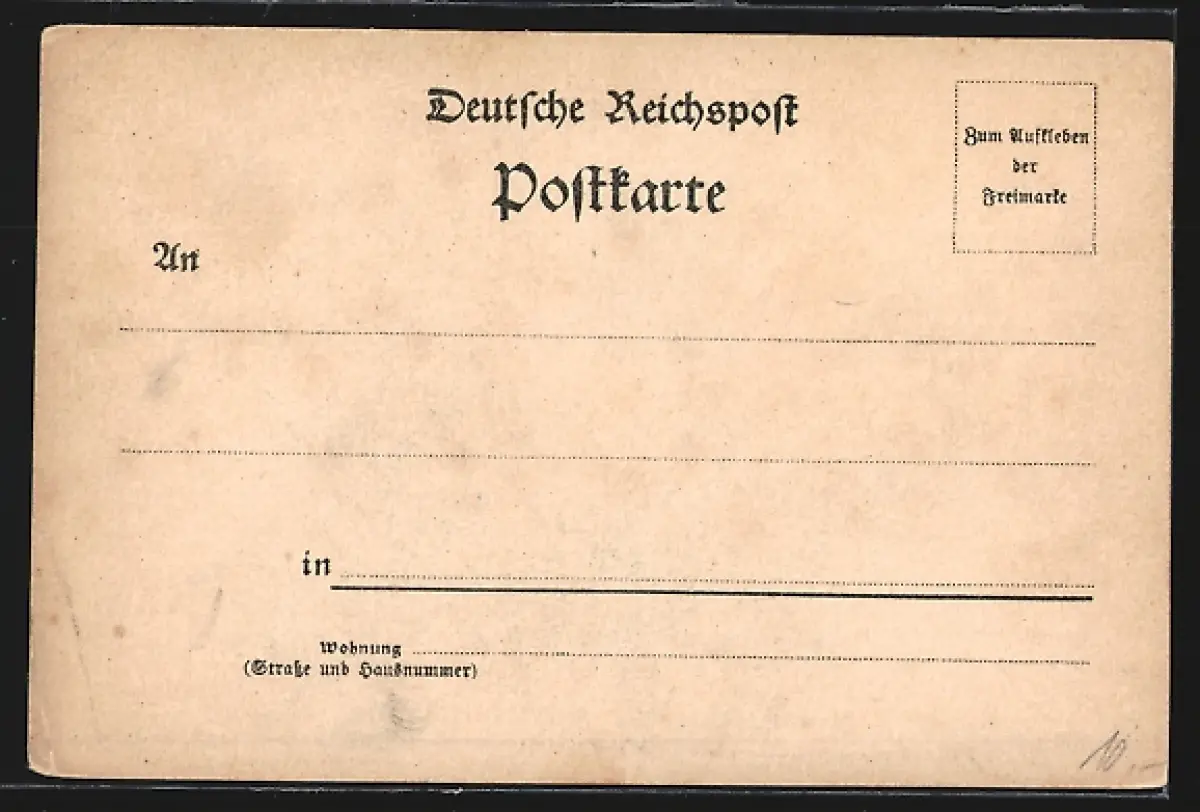 Deutſche Reichspoſt
Poſtkarte
Zum Aufkleben
der
Freimarke
An
in
Wohnung
(Straße und Hausnummer)
10.–